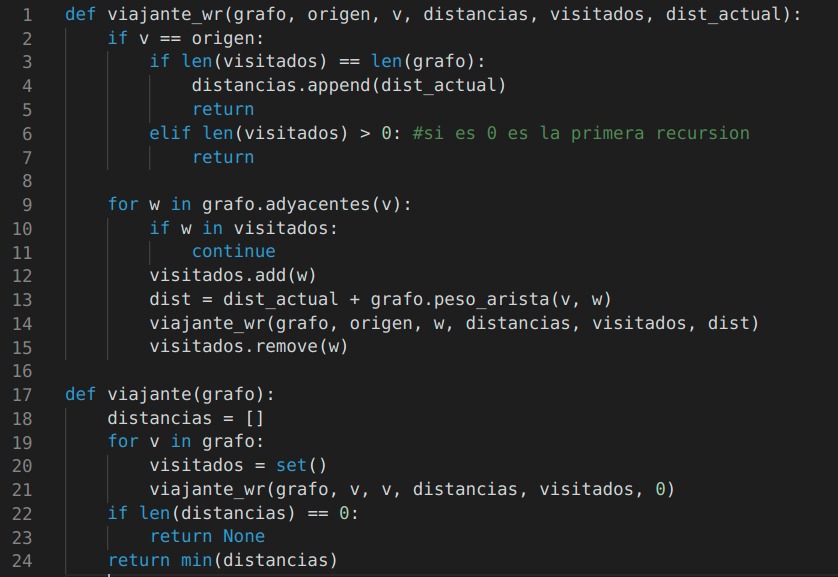 1 def viajante_wr(grafo, origen, v, distancias, visitados, dist_actual):
2     if v == origen:
3         if len(visitados) == len(grafo):
4             distancias.append(dist_actual)
5             return
6         elif len(visitados) > 0: #si es 0 es la primera recursion
7             return
8
9     for w in grafo.adyacentes(v):
10         if w in visitados:
11             continue
12         visitados.add(w)
13         dist = dist_actual + grafo.peso_arista(v, w)
14         viajante_wr(grafo, origen, w, distancias, visitados, dist)
15         visitados.remove(w)
16
17 def viajante(grafo):
18     distancias = []
19     for v in grafo:
20         visitados = set()
21         viajante_wr(grafo, v, v, distancias, visitados, 0)
22     if len(distancias) == 0:
23         return None
24     return min(distancias)